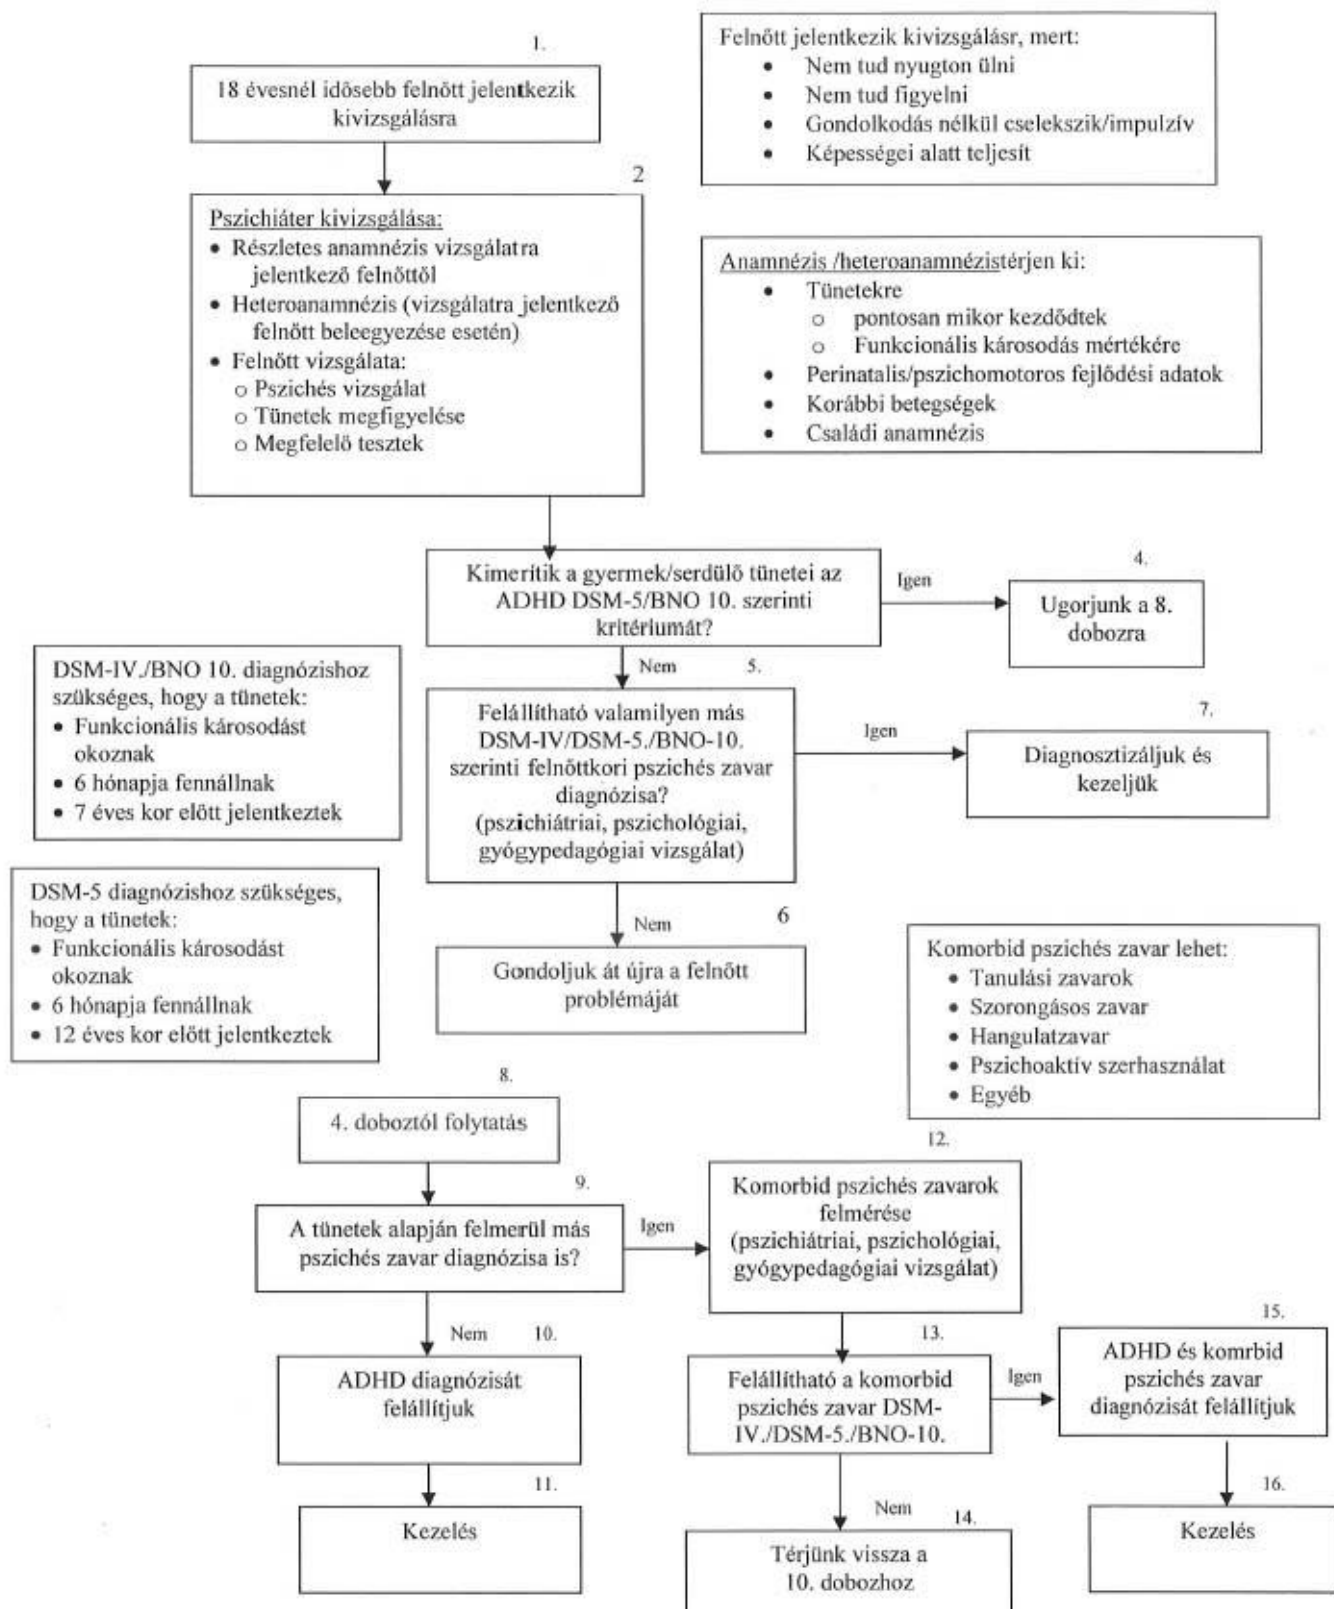 1.
18 évesnél idősebb felnőtt jelentkezik
kivizsgálásra
Felnőtt jelentkezik kivizsgálásr, mert:
• Nem tud nyugton ülni
• Nem tud figyelni
• Gondolkodás nélkül cselekszik/impulzív
• Képességei alatt teljesít
2
Pszichiáter kivizsgálása:
• Részletes anamnézis vizsgálatra
jelentkező felnőttől
• Heteroanamnézis (vizsgálatra jelentkező
felnőtt beleegyezése esetén)
• Felnőtt vizsgálata:
o Pszichés vizsgálat
o Tünetek megfigyelése
o Megfelelő tesztek
Anamnézis /heteroanamnézistérjen ki:
• Tünetekre
o pontosan mikor kezdődtek
o Funkcionális károsodás mértékére
• Perinatalis/pszichomotoros fejlődési adatok
• Korábbi betegségek
• Családi anamnézis
Kimerítik a gyermek/serdülő tünetei az
ADHD DSM-5/BNO 10. szerinti
kritériumát?
Igen
4.
Ugorjunk a 8.
dobozra
Nem
5.
DSM-IV./BNO 10. diagnózishoz
szükséges, hogy a tünetek:
• Funkcionális károsodást
okoznak
• 6 hónapja fennállnak
• 7 éves kor előtt jelentkeztek
Felállítható valamilyen más
DSM-IV/DSM-5./BNO-10.
szerinti felnőttkori pszichés zavar
diagnózisa?
(pszichiátriai, pszichológiai,
gyógypedagógiai vizsgálat)
Igen
7.
Diagnosztizáljuk és
kezeljük
DSM-5 diagnózishoz szükséges,
hogy a tünetek:
• Funkcionális károsodást
okoznak
• 6 hónapja fennállnak
• 12 éves kor előtt jelentkeztek
Nem
6
Gondoljuk át újra a felnőtt
problémáját
Komorbid pszichés zavar lehet:
• Tanulási zavarok
• Szorongásos zavar
• Hangulatzavar
• Pszichoaktív szerhasználat
• Egyéb
8.
4. doboztól folytatás
9.
A tünetek alapján felmerül más
pszichés zavar diagnózisa is?
Igen
12.
Komorbid pszichés zavarok
felmérése
(pszichiátriai, pszichológiai,
gyógypedagógiai vizsgálat)
Nem
10.
ADHD diagnózisát
felállítjuk
13.
Felállítható a komorbid
pszichés zavar DSM-
IV./DSM-5./BNO-10.
Igen
15.
ADHD és komrbid
pszichés zavar
diagnózisát felállítjuk
11.
Kezelés
Nem
14.
Térjünk vissza a
10. dobozhoz
16.
Kezelés